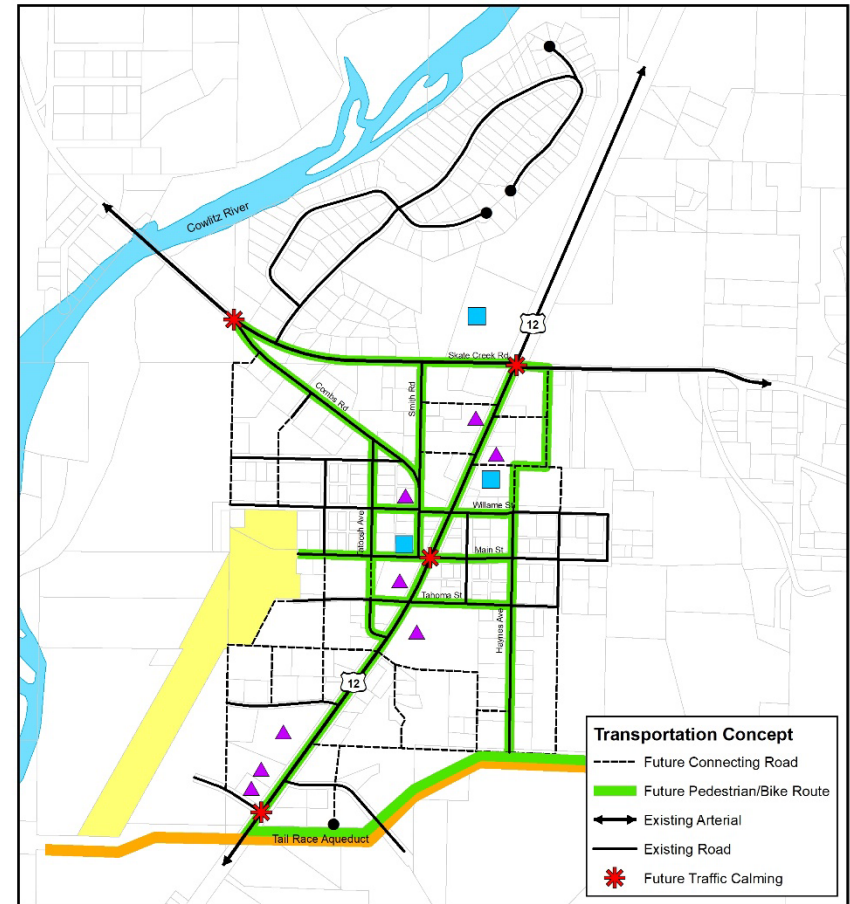 Cowlitz River
12
Skate Creek Rd
Smith Rd
Combs Rd
Willame St
Ave
Main St
Tahoma St
Haynes Ave
12
Tail Race Aqueduct
Transportation Concept
Future Connecting Road
Future Pedestrian/Bike Route
Existing Arterial
Existing Road
Future Traffic Calming